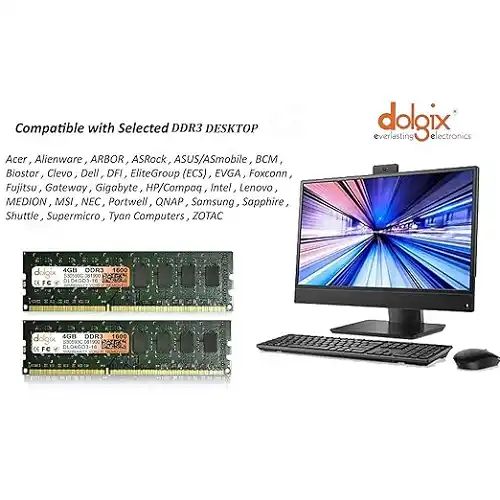 dolgix
everlasting electronics
Compatible with Selected DDR3 DESKTOP
Acer , Alienware , ARBOR , ASRock , ASUS/ASmobile , BCM ,
Biostar , Clevo , Dell , DFI , EliteGroup (ECS) , EVGA , Foxconn ,
Fujitsu , Gateway , Gigabyte , HP/Compaq , Intel , Lenovo ,
MEDION , MSI , NEC , Portwell , QNAP , Samsung , Sapphire ,
Shuttle , Supermicro , Tyan Computers , ZOTAC
dolgix
4GB DDR3 1600
dolgix
4GB DDR3 1600